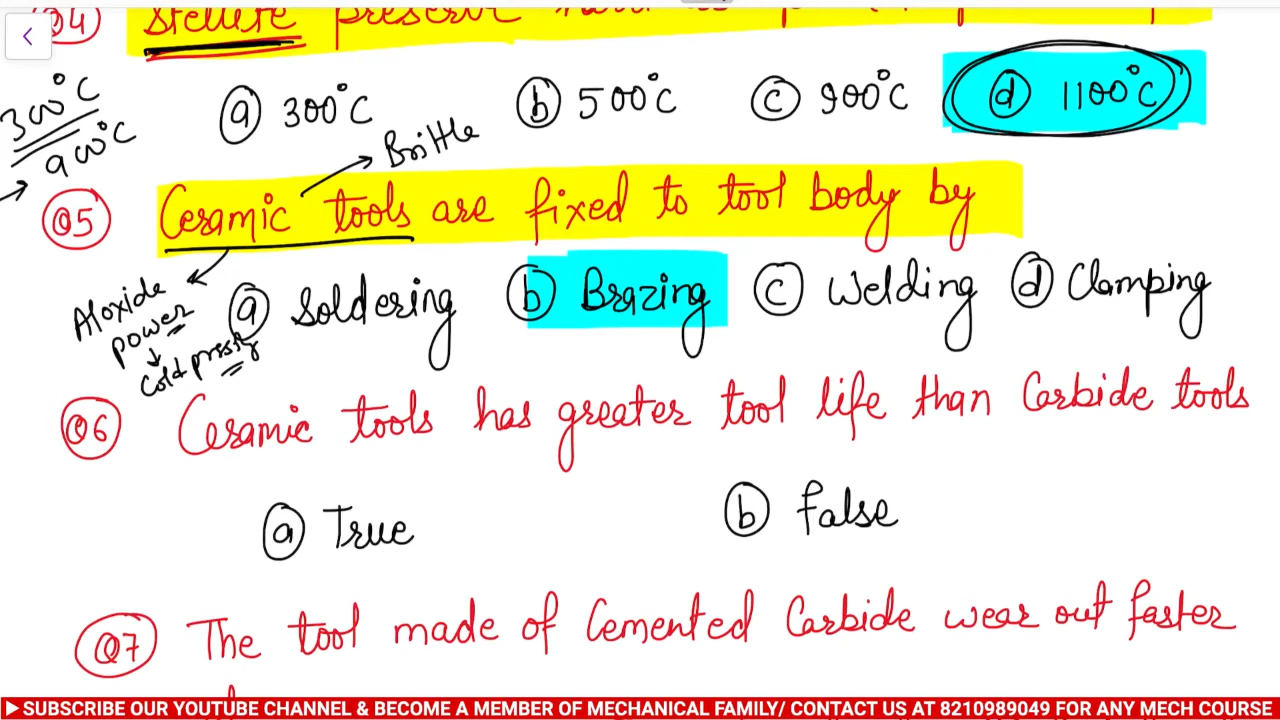 Q4 Stellite preserve
300°C
900°C
(a) 300°C (b) 500°C (c) 900°C (d) 1100°C
Brittle
Q5 Ceramic tools are fixed to tool body by
Aloxide
power
cold pressing
(a) Soldering (b) Brazing (c) Welding (d) Clamping
Q6 Ceramic tools has greater tool life than Carbide tools
(a) True (b) false
Q7 The tool made of Cemented Carbide wear out faster
▶ SUBSCRIBE OUR YOUTUBE CHANNEL & BECOME A MEMBER OF MECHANICAL FAMILY/ CONTACT US AT 8210989049 FOR ANY MECH COURSE